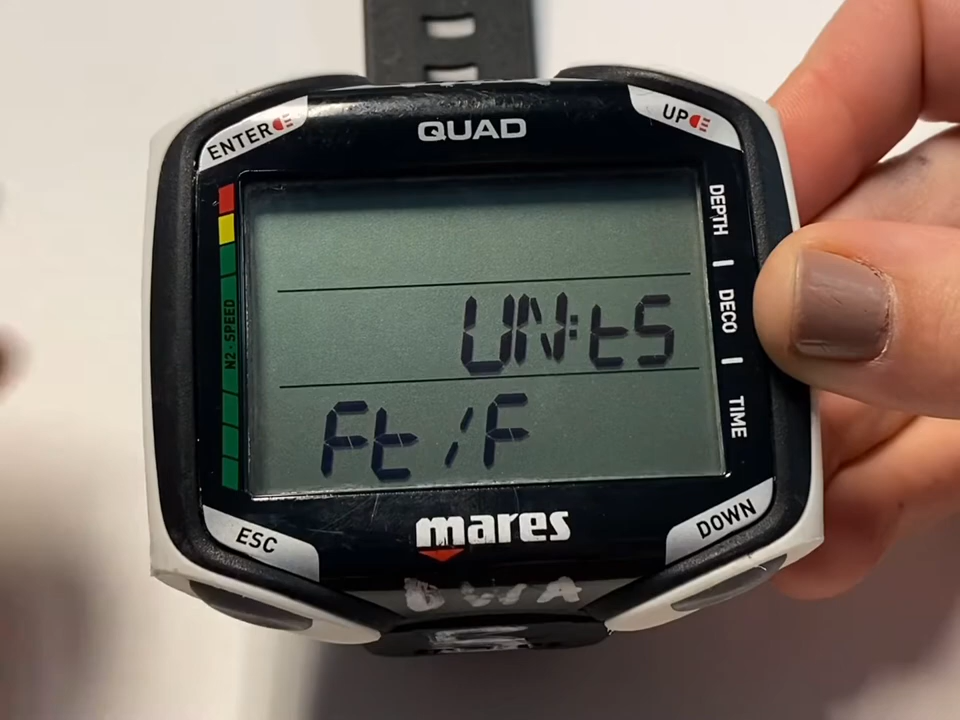 ENTER
QUAD
UP
DEPTH
DECO
TIME
N2 - SPEED
UNits
Ft/F
ESC
mares
DOWN